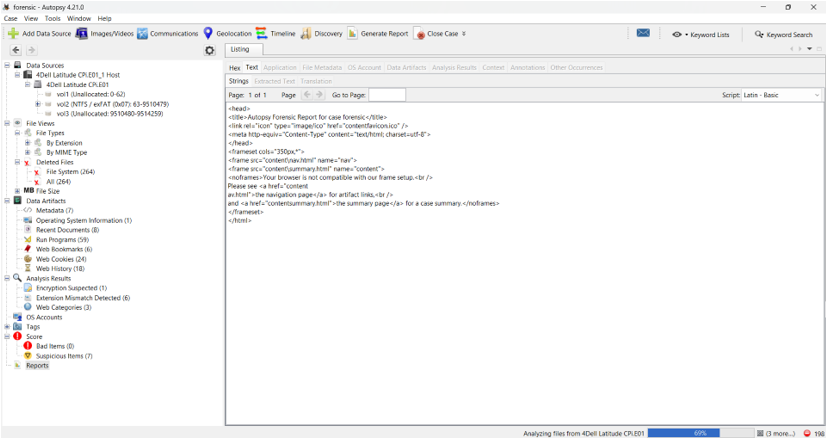 forensic - Autopsy 4.21.0
Case View Tools Window Help
Add Data Source Images/Videos Communications Geolocation Timeline Discovery Generate Report Close Case Keyword Lists Keyword Search
Listing
Data Sources
4Dell Latitude CPi.E01_1 Host
4Dell Latitude CPi.E01
vol1 (Unallocated: 0-62)
vol2 (NTFS / exFAT (0x07): 63-9510479)
vol3 (Unallocated: 9510480-9514259)
File Views
File Types
By Extension
By MIME Type
Deleted Files
File System (264)
All (264)
MB File Size
Data Artifacts
Metadata (7)
Operating System Information (1)
Recent Documents (8)
Run Programs (59)
Web Bookmarks (6)
Web Cookies (24)
Web History (18)
Analysis Results
Encryption Suspected (1)
Extension Mismatch Detected (6)
Web Categories (3)
OS Accounts
Tags
Score
Bad Items (8)
Suspicious Items (7)
Reports
Hex Text Application File Metadata OS Account Data Artifacts Analysis Results Context Annotations Other Occurrences
Strings Extracted Text Translation
Page: 1 of 1 Page Go to Page: Script: Latin - Basic
<head>
<title>Autopsy Forensic Report for case forensic</title>
<link rel="icon" type="image/ico" href="contentfavicon.ico" />
<meta http-equiv="Content-Type" content="text/html; charset=utf-8">
</head>
<frameset cols="350px,*">
<frame src="content\nav.html" name="nav">
<frame src="content\summary.html" name="content">
<noframes>Your browser is not compatible with our frame setup.<br />
Please see <a href="content
av.html">the navigation page</a> for artifact links,<br />
and <a href="contentsummary.html">the summary page</a> for a case summary.</noframes>
</frameset>
</html>
Analyzing files from 4Dell Latitude CPi.E01 69% (3 more...) 198